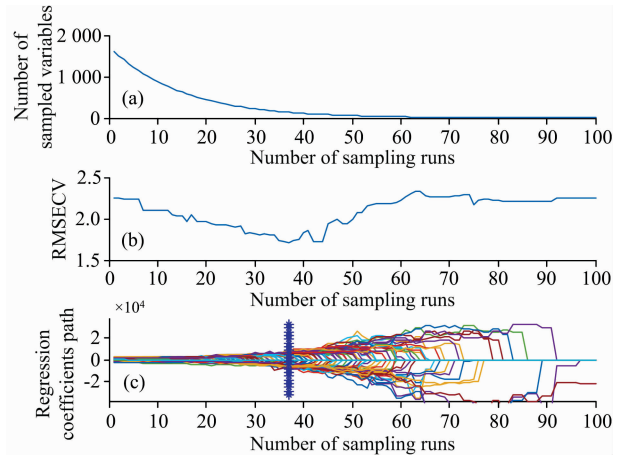 Number of
sampled variables
2 000
1 000
0
(a)
0 10 20 30 40 50 60 70 80 90 100
Number of sampling runs
RMSECV
2.5
2.0
1.5
(b)
0 10 20 30 40 50 60 70 80 90 100
Number of sampling runs
Regression
coefficients path
×10⁴
2
0
−2
(c)
0 10 20 30 40 50 60 70 80 90 100
Number of sampling runs